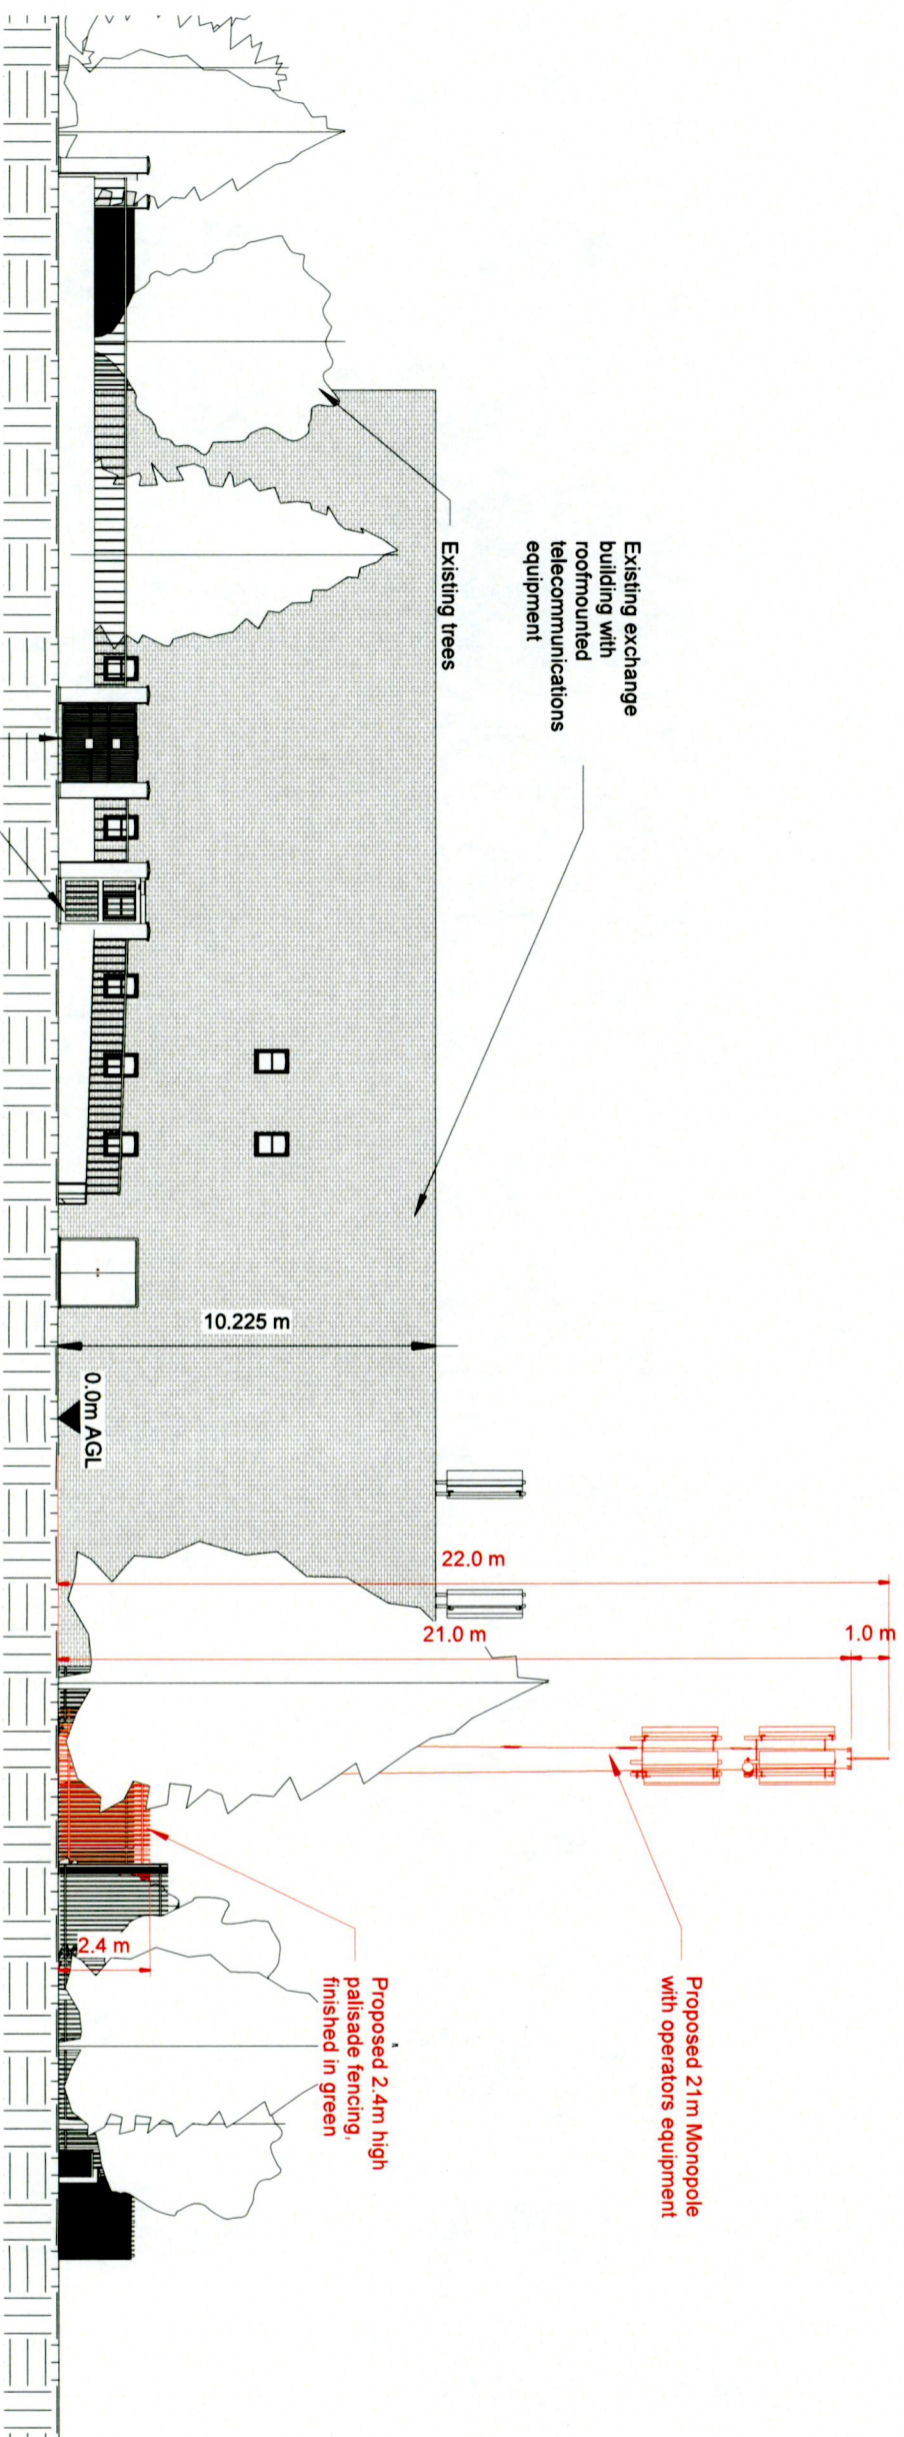 Existing exchange
building with
roofmounted
telecommunications
equipment
Existing trees
10.225 m
0.0m AGL
22.0 m
21.0 m
1.0 m
Proposed 21m Monopole
with operators equipment
Proposed 2.4m high
palisade fencing,
finished in green
2.4 m